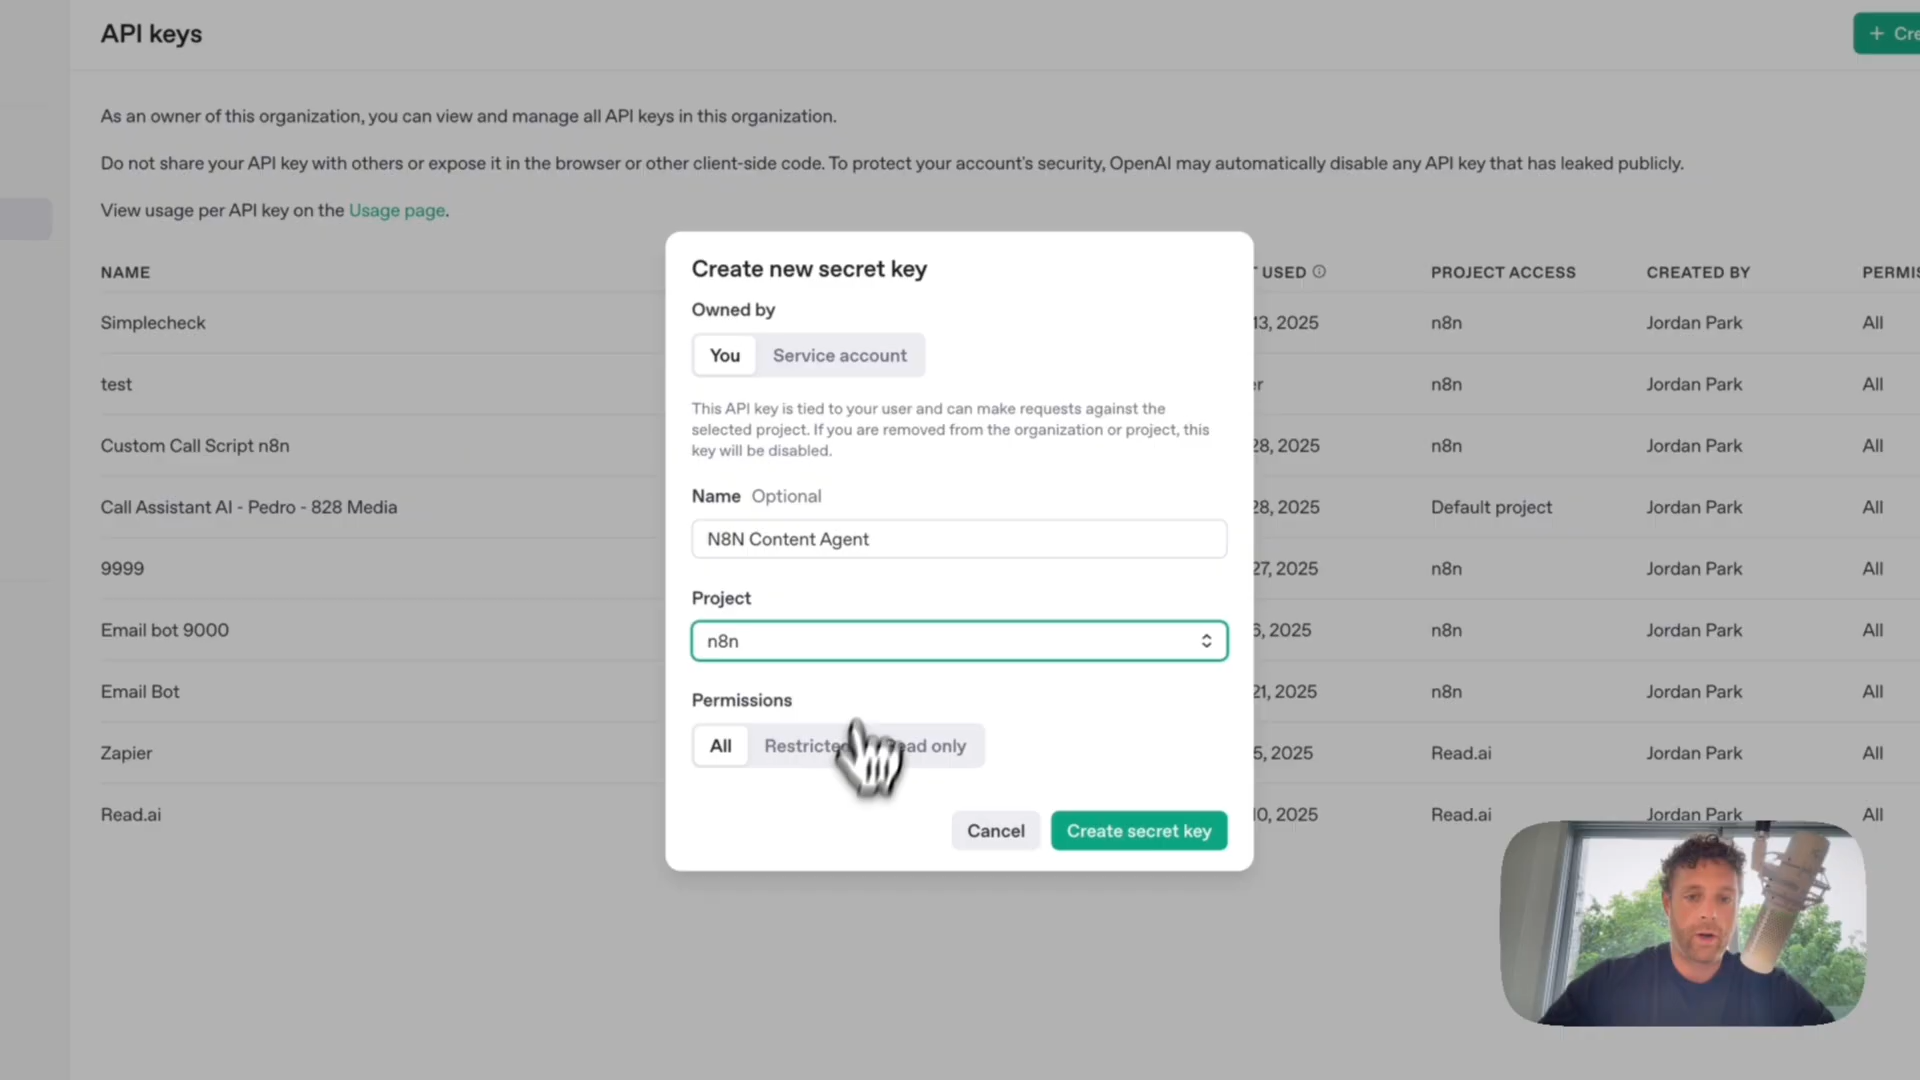 API keys
+ Cre
As an owner of this organization, you can view and manage all API keys in this organization.
Do not share your API key with others or expose it in the browser or other client-side code. To protect your account's security, OpenAI may automatically disable any API key that has leaked publicly.
View usage per API key on the Usage page.
NAME USED PROJECT ACCESS CREATED BY PERMIS
Simplecheck 13, 2025 n8n Jordan Park All
test er n8n Jordan Park All
Custom Call Script n8n 28, 2025 n8n Jordan Park All
Call Assistant AI - Pedro - 828 Media 28, 2025 Default project Jordan Park All
9999 27, 2025 n8n Jordan Park All
Email bot 9000 6, 2025 n8n Jordan Park All
Email Bot 21, 2025 n8n Jordan Park All
Zapier 5, 2025 Read.ai Jordan Park All
Read.ai 10, 2025 Read.ai Jordan Park All
Create new secret key
Owned by
You Service account
This API key is tied to your user and can make requests against the
selected project. If you are removed from the organization or project, this
key will be disabled.
Name Optional
N8N Content Agent
Project
n8n
Permissions
All Restricted ead only
Cancel Create secret key